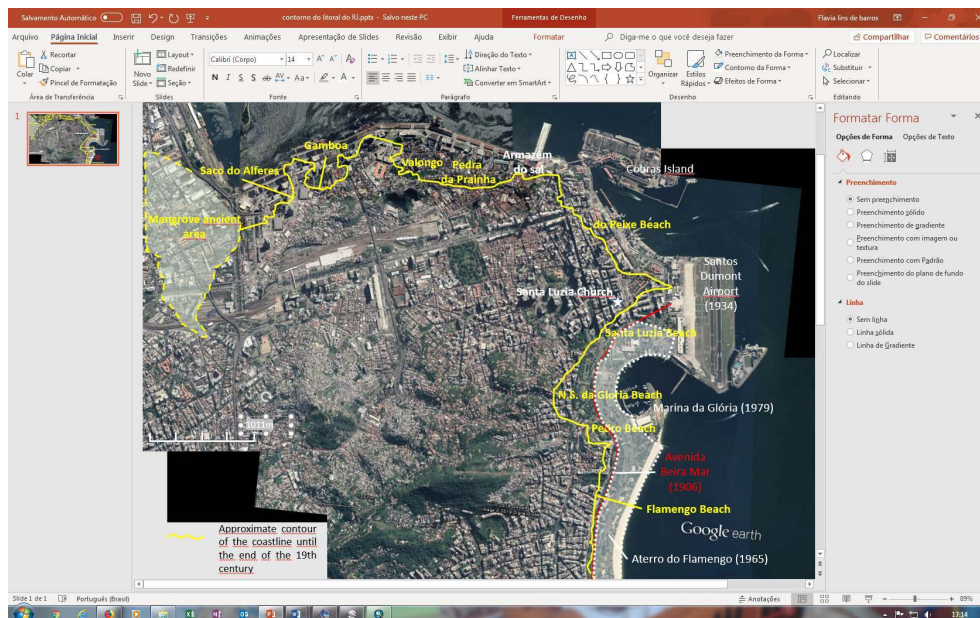 Salvamento Automático
contorno do litoral do RJ.pptx - Salvo neste PC
Ferramentas de Desenho
Flavia lins de barros
Arquivo Página Inicial Inserir Design Transições Animações Apresentação de Slides Revisão Exibir Ajuda Formatar Diga-me o que você deseja fazer
Compartilhar Comentários
Colar
Recortar
Copiar
Pincel de Formatação
Área de Transferência
Novo Slide
Layout
Redefinir
Seção
Slides
Calibri (Corpo) 14
N I S S ab AV Aa A
Fonte
Direção do Texto
Alinhar Texto
Converter em SmartArt
Parágrafo
Organizar
Estilos Rápidos
Preenchimento da Forma
Contorno da Forma
Efeitos de Forma
Desenho
Localizar
Substituir
Selecionar
Editando
1
Gamboa
Saco do Alferes
Valongo
Pedra
da Prainha
Armazém
do sal
Cobras Island
Mangrove ancient
area
do Peixe Beach
Santos
Dumont
Airport
(1934)
Santa Luzia Church
Santa Luzia Beach
N.S. da Gloria Beach
Marina da Glória (1979)
1011m
Pedro Beach
Avenida
Beira Mar
(1906)
Flamengo Beach
Google earth
Aterro do Flamengo (1965)
Approximate contour
of the coastline until
the end of the 19th
century
Formatar Forma
Opções de Forma Opções de Texto
Preenchimento
Sem preenchimento
Preenchimento sólido
Preenchimento de gradiente
Preenchimento com imagem ou
textura
Preenchimento com Padrão
Preenchimento do plano de fundo
do slide
Linha
Sem linha
Linha sólida
Linha de Gradiente
Slide 1 de 1 Português (Brasil)
Anotações
89%
17:14